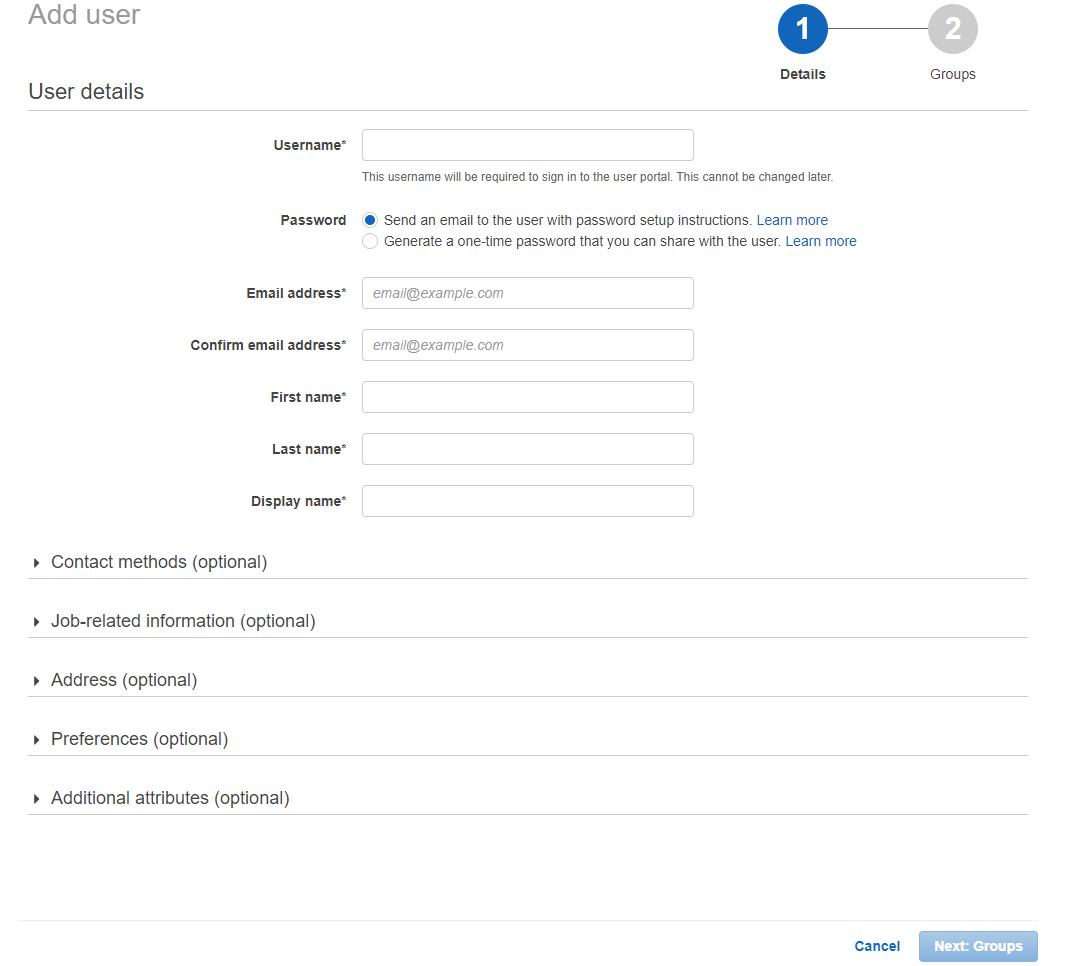 Add user
1
2
Details
Groups
User details
Username*
This username will be required to sign in to the user portal. This cannot be changed later.
Password
Send an email to the user with password setup instructions. Learn more
Generate a one-time password that you can share with the user. Learn more
Email address*
email@example.com
Confirm email address*
email@example.com
First name*
Last name*
Display name*
Contact methods (optional)
Job-related information (optional)
Address (optional)
Preferences (optional)
Additional attributes (optional)
Cancel
Next: Groups